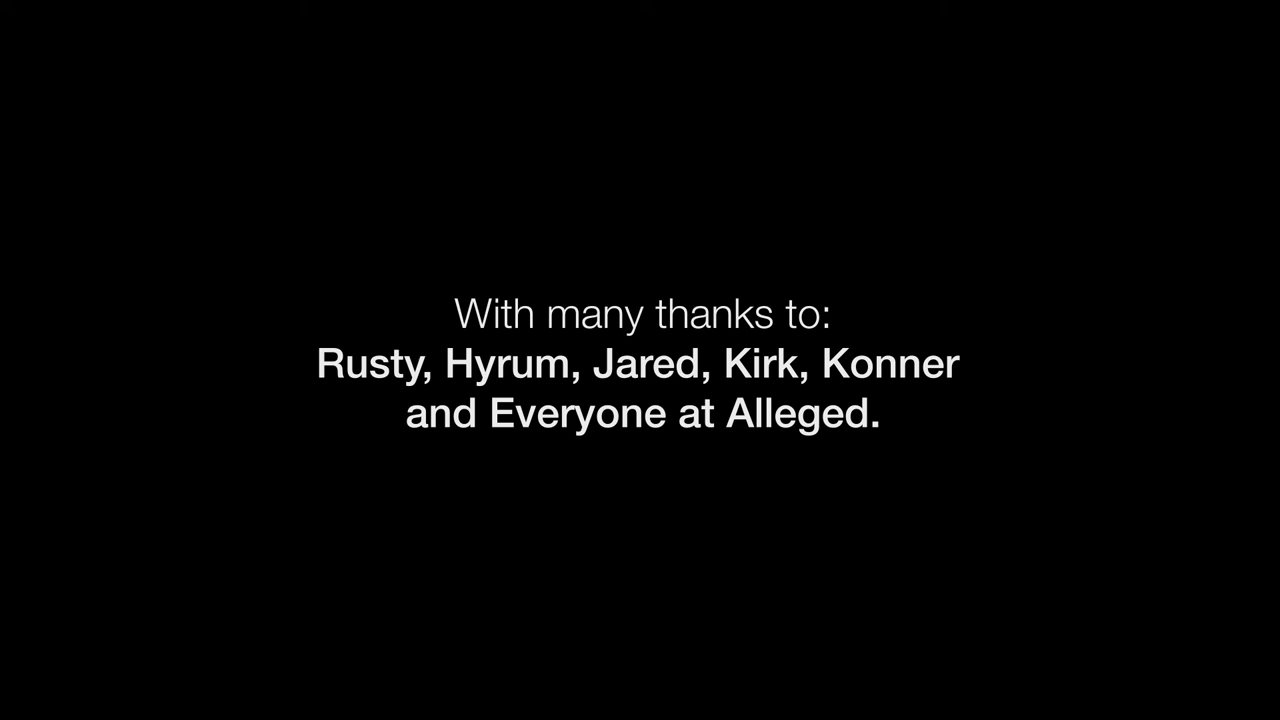 With many thanks to:
Rusty, Hyrum, Jared, Kirk, Konner
and Everyone at Alleged.